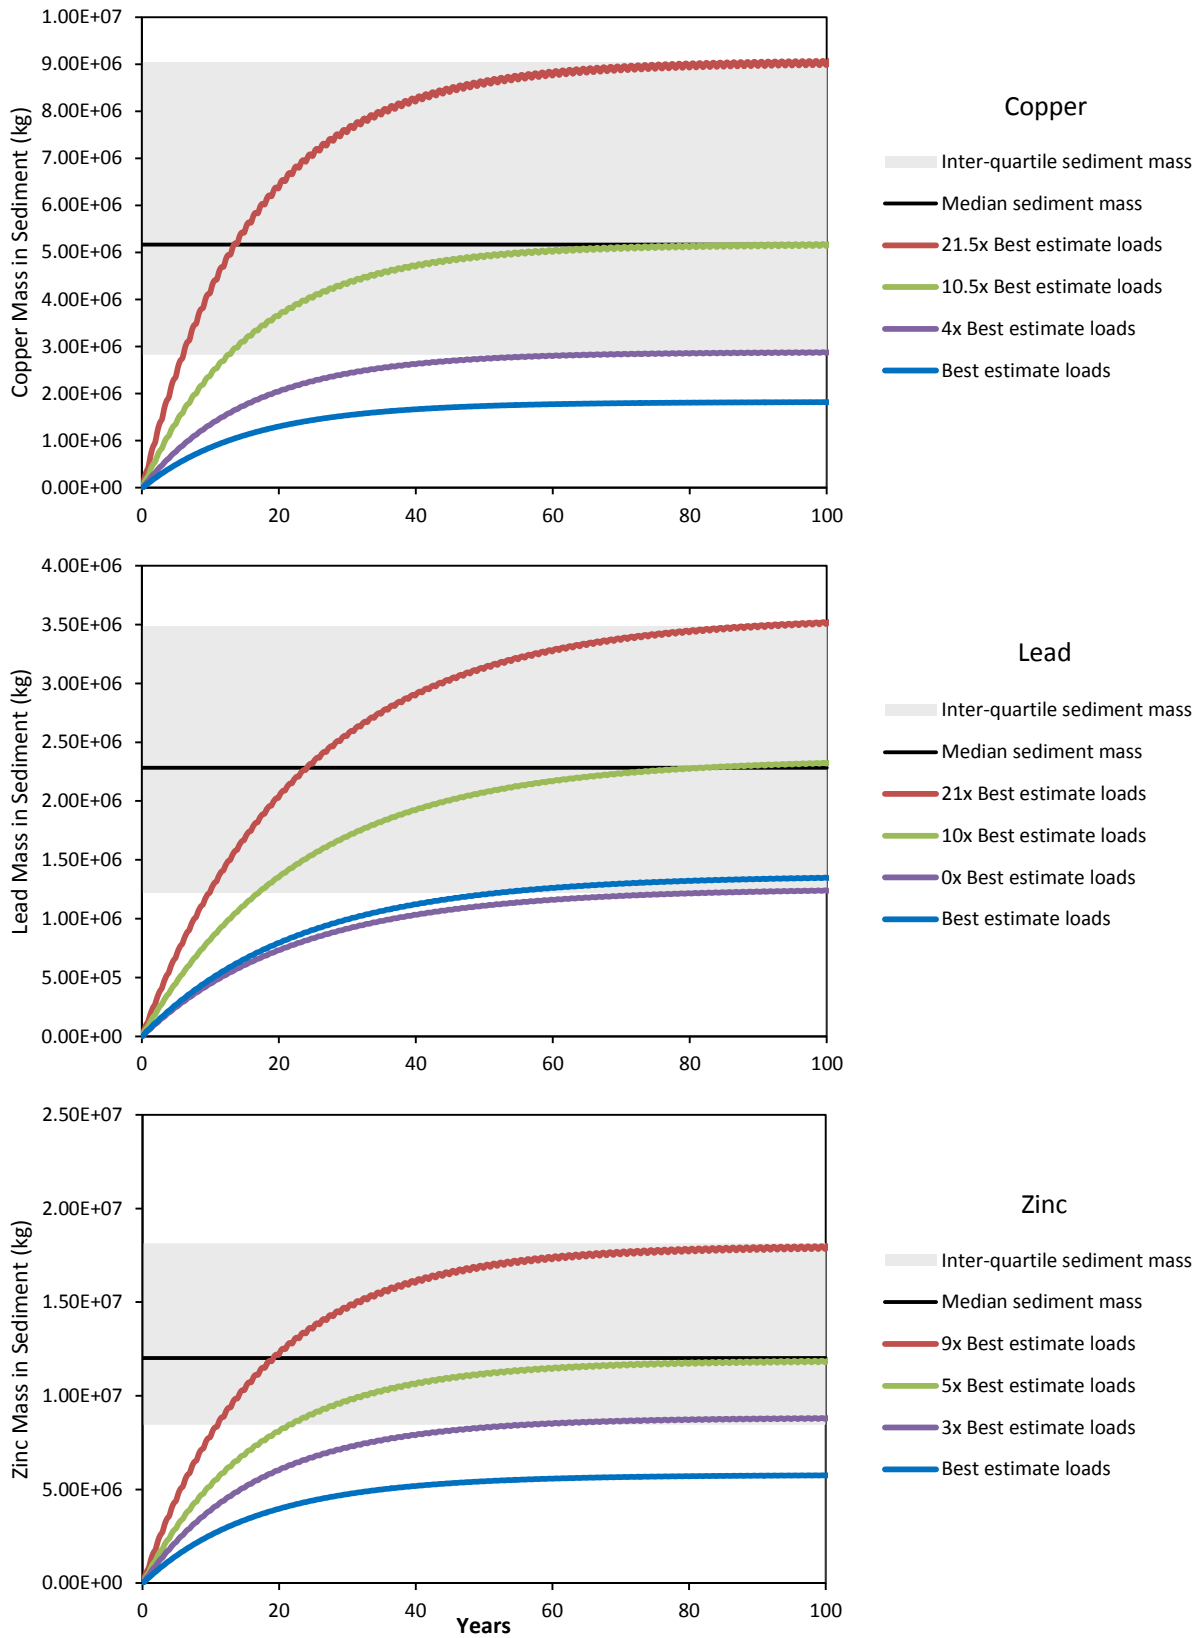 1.00E+07
9.00E+06
8.00E+06
7.00E+06
6.00E+06
5.00E+06
4.00E+06
3.00E+06
2.00E+06
1.00E+06
0.00E+00
Copper Mass in Sediment (kg)
0 20 40 60 80 100
Copper
Inter-quartile sediment mass
Median sediment mass
21.5x Best estimate loads
10.5x Best estimate loads
4x Best estimate loads
Best estimate loads
4.00E+06
3.50E+06
3.00E+06
2.50E+06
2.00E+06
1.50E+06
1.00E+06
5.00E+05
0.00E+00
Lead Mass in Sediment (kg)
0 20 40 60 80 100
Lead
Inter-quartile sediment mass
Median sediment mass
21x Best estimate loads
10x Best estimate loads
0x Best estimate loads
Best estimate loads
2.50E+07
2.00E+07
1.50E+07
1.00E+07
5.00E+06
0.00E+00
Zinc Mass in Sediment (kg)
0 20 40 60 80 100
Years
Zinc
Inter-quartile sediment mass
Median sediment mass
9x Best estimate loads
5x Best estimate loads
3x Best estimate loads
Best estimate loads